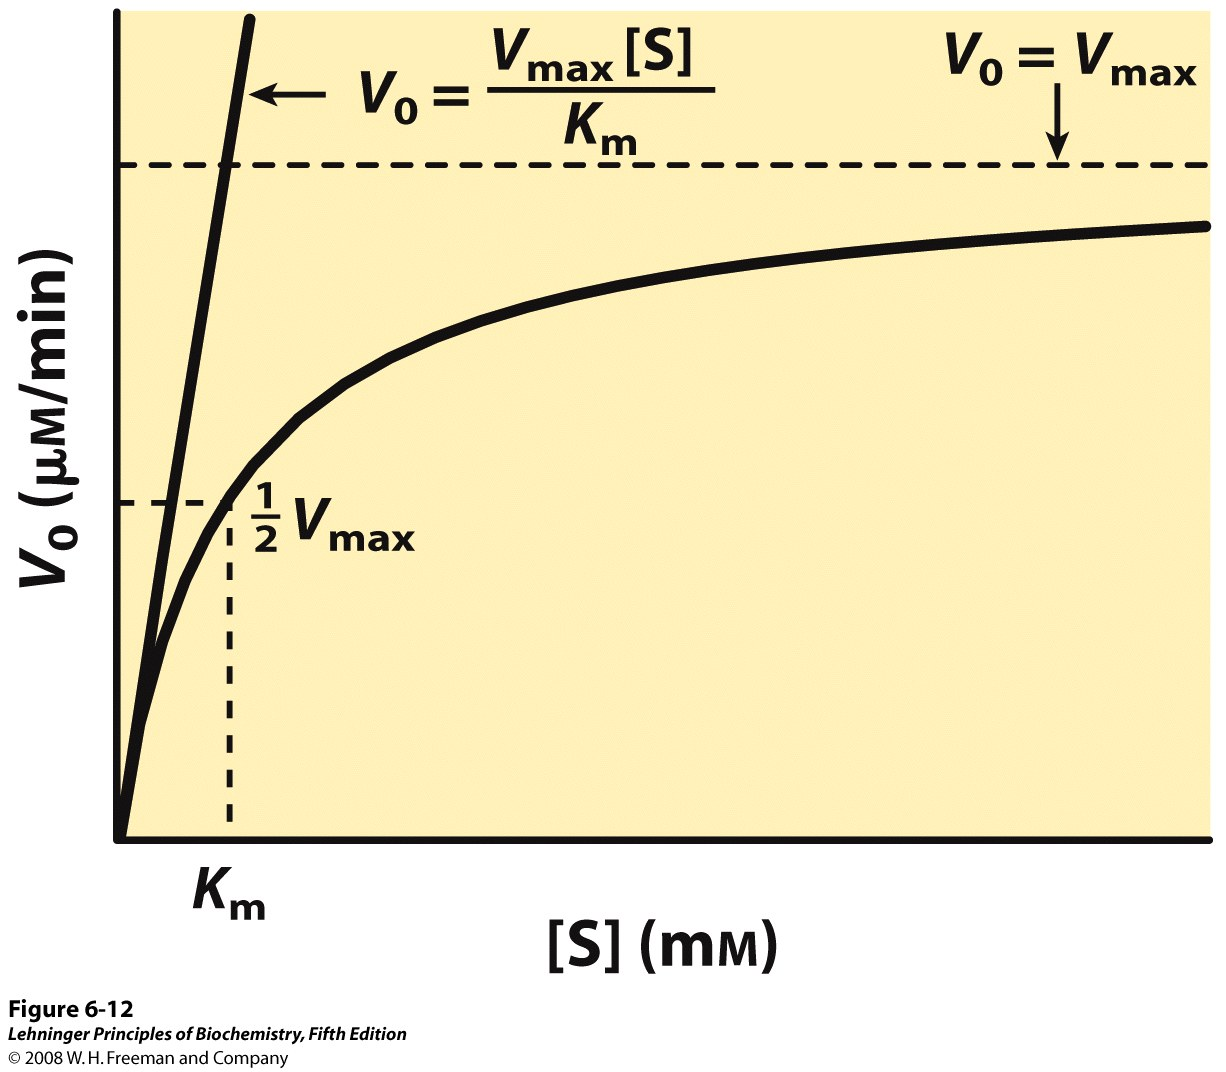 V0 = Vmax [S] / Km
V0 = Vmax
V0 (μM/min)
1/2 Vmax
Km
[S] (mM)
Figure 6-12
Lehninger Principles of Biochemistry, Fifth Edition
© 2008 W. H. Freeman and Company